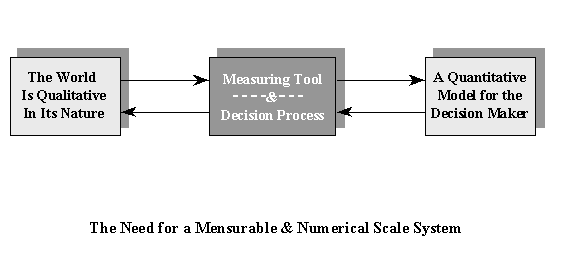 The World
Is Qualitative
In Its Nature
Measuring Tool
&
Decision Process
A Quantitative
Model for the
Decision Maker
The Need for a Mensurable & Numerical Scale System